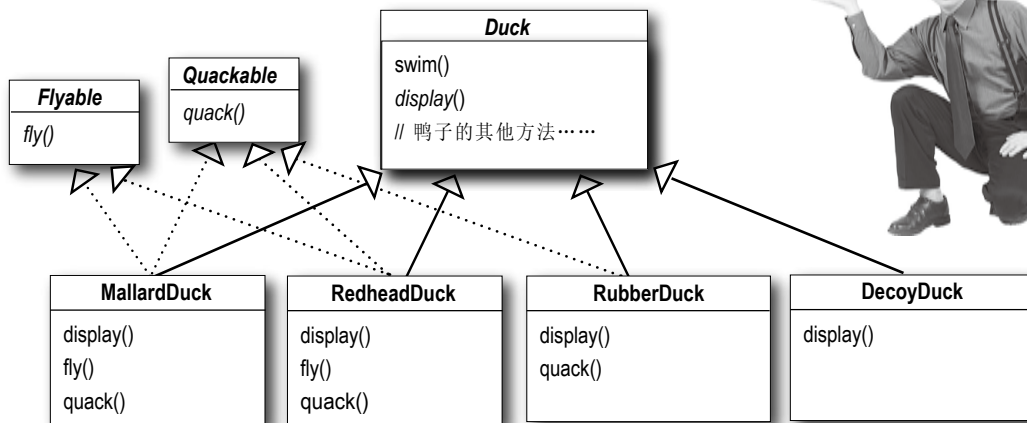 Duck
swim()
display()
// 鸭子的其他方法……
Quackable
quack()
Flyable
fly()
MallardDuck
display()
fly()
quack()
RedheadDuck
display()
fly()
quack()
RubberDuck
display()
quack()
DecoyDuck
display()